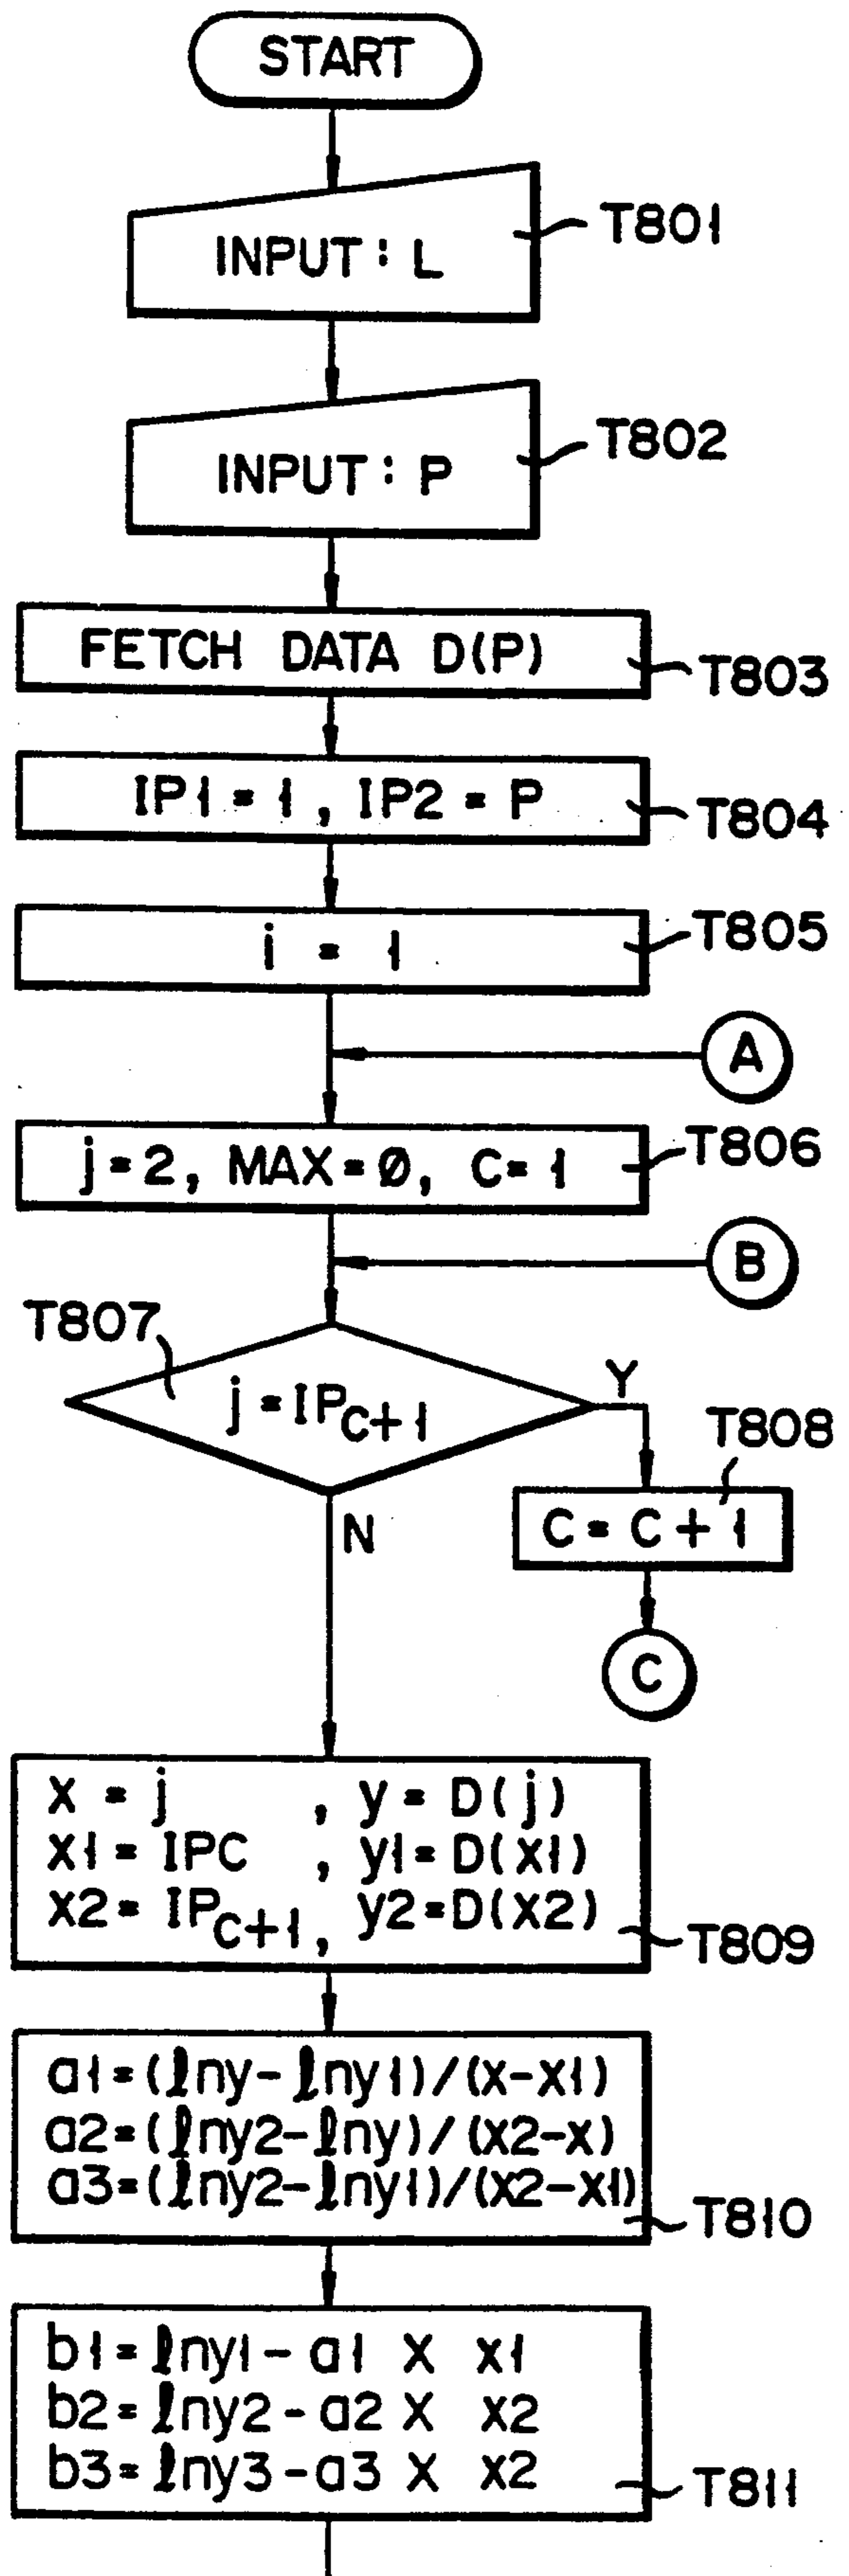 START
INPUT : L
T801
INPUT : P
T802
FETCH DATA D(P)
T803
IP1 = 1 , IP2 = P
T804
i = 1
T805
A
j=2, MAX=0, C=1
T806
B
T807
j=IPC+1
Y
T808
C=C+1
N
C
x = j , y = D(j)
x1= IPC , y1= D(x1)
x2= IPC+1, y2=D(x2)
T809
a1=(lny-lny1)/(x-x1)
a2=(lny2-lny)/(x2-x)
a3=(lny2-lny1)/(x2-x1)
T810
b1=lny1-a1 X x1
b2=lny2-a2 X x2
b3=lny3-a3 X x2
T811